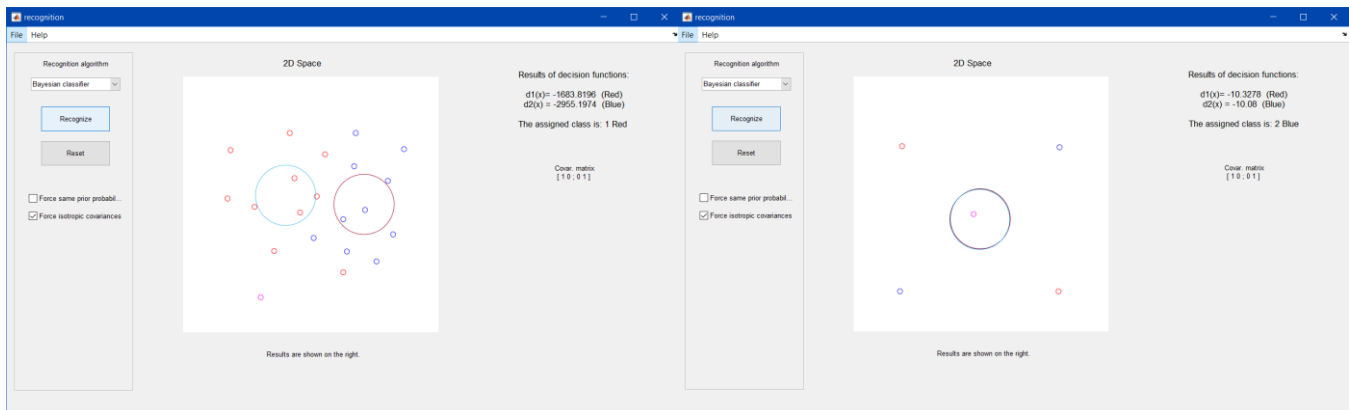 recognition
File Help
Recognition algorithm
Bayesian classifier
Recognize
Reset
Force same prior probabil...
Force isotropic covariances
2D Space
Results are shown on the right.
Results of decision functions:
d1(x)= -1683.8196 (Red)
d2(x) = -2955.1974 (Blue)
The assigned class is: 1 Red
Covar. matrix
[ 1 0 ; 0 1 ]
recognition
File Help
Recognition algorithm
Bayesian classifier
Recognize
Reset
Force same prior probabil...
Force isotropic covariances
2D Space
Results are shown on the right.
Results of decision functions:
d1(x)= -10.3278 (Red)
d2(x) = -10.08 (Blue)
The assigned class is: 2 Blue
Covar. matrix
[ 1 0 ; 0 1 ]